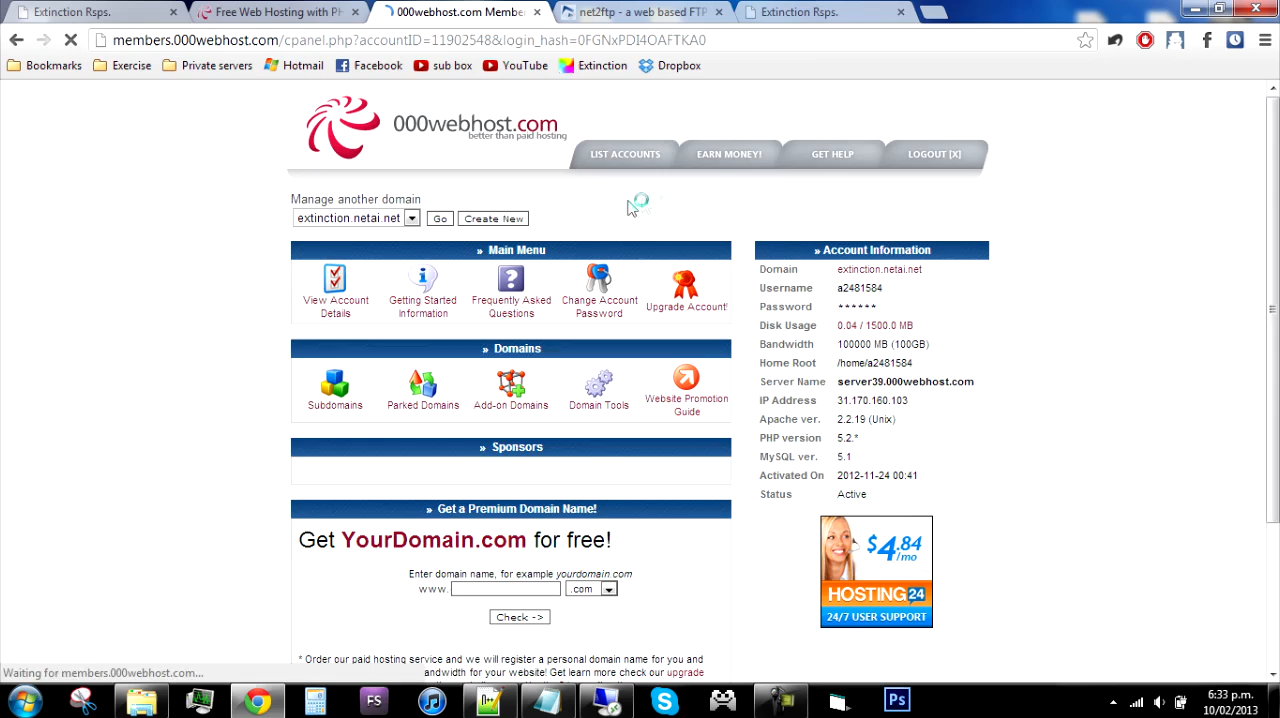 Extinction Rsps.
Free Web Hosting with PH
000webhost.com Membe
net2ftp - a web based FTP
Extinction Rsps.
members.000webhost.com/cpanel.php?accountID=11902548&login_hash=0FGNxPDI4OAFTKA0
Bookmarks
Exercise
Private servers
Hotmail
Facebook
sub box
YouTube
Extinction
Dropbox
000webhost.com
better than paid hosting
LIST ACCOUNTS
EARN MONEY!
GET HELP
LOGOUT [X]
Manage another domain
extinction.netai.net
Go
Create New
» Main Menu
View Account
Details
Getting Started
Information
Frequently Asked
Questions
Change Account
Password
Upgrade Account!
» Domains
Subdomains
Parked Domains
Add-on Domains
Domain Tools
Website Promotion
Guide
» Sponsors
» Get a Premium Domain Name!
Get YourDomain.com for free!
Enter domain name, for example yourdomain.com
www.
.com
Check ->
* Order our paid hosting service and we will register a personal domain name for you and
andwidth for your website! Get learn more check our upgrade
» Account Information
Domain extinction.netai.net
Username a2481584
Password ******
Disk Usage 0.04 / 1500.0 MB
Bandwidth 100000 MB (100GB)
Home Root /home/a2481584
Server Name server39.000webhost.com
IP Address 31.170.160.103
Apache ver. 2.2.19 (Unix)
PHP version 5.2.*
MySQL ver. 5.1
Activated On 2012-11-24 00:41
Status Active
$4.84
/mo
HOSTING 24
24/7 USER SUPPORT
Waiting for members.000webhost.com...
FS
Ps
6:33 p.m.
10/02/2013